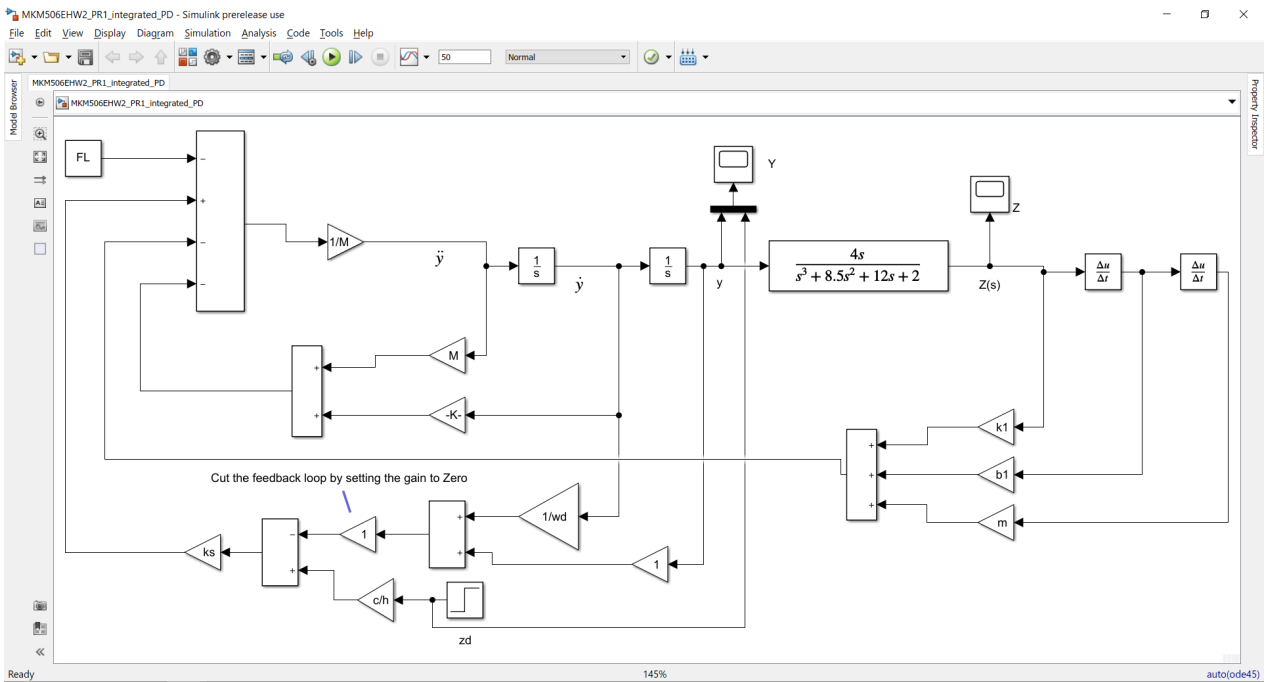 MKM506EHW2_PR1_integrated_PD - Simulink prerelease use
File Edit View Display Diagram Simulation Analysis Code Tools Help
50 Normal
MKM506EHW2_PR1_integrated_PD
MKM506EHW2_PR1_integrated_PD
Model Browser
Property Inspector
FL
−
+
−
−
1/M
ÿ
1/s
ẏ
1/s
y
Y
4s
s³ + 8.5s² + 12s + 2
Z(s)
Z
Δu/Δt
Δu/Δt
M
+
+
-K-
k1
b1
m
+
+
+
Cut the feedback loop by setting the gain to Zero
1/wd
1
+
+
1
−
+
ks
c/h
zd
Ready 145% auto(ode45)